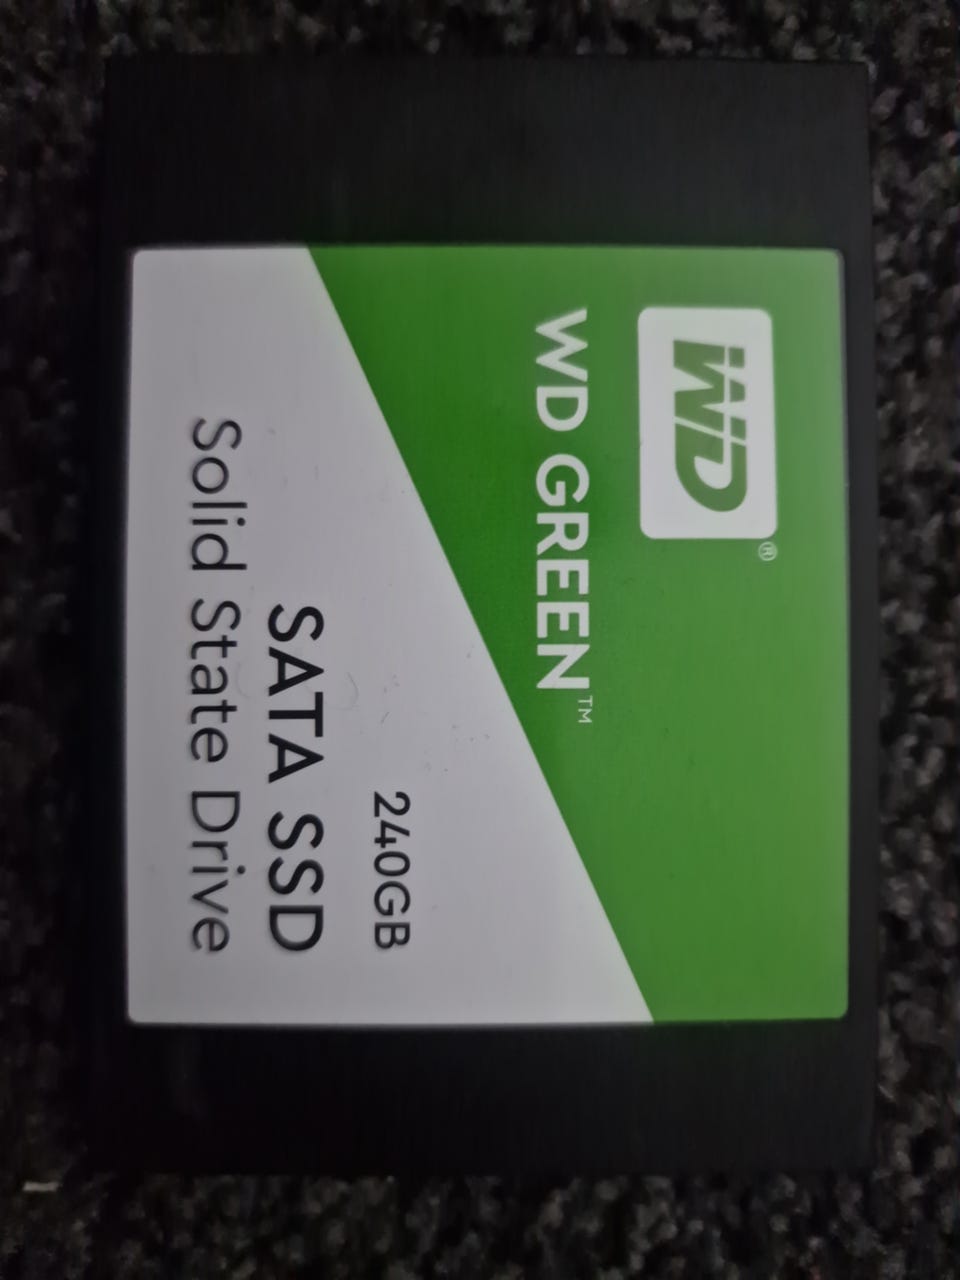 WD®
WD GREEN™
240GB
SATA SSD
Solid State Drive